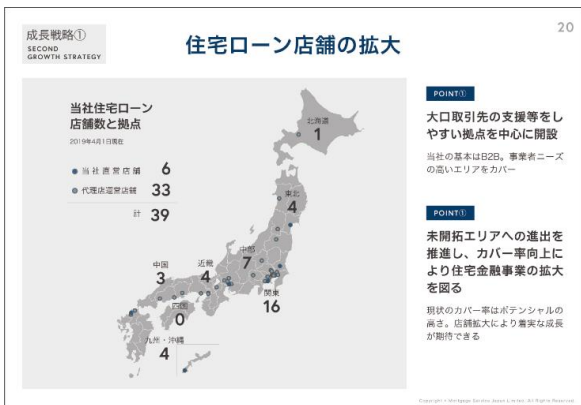 成長戦略①
SECOND
GROWTH STRATEGY
住宅ローン店舗の拡大
20
当社住宅ローン
店舗数と拠点
2019年4月1日現在
当社直営店舗 6
代理店運営店舗 33
計 39
北海道
1
東北
4
中部
7
近畿
4
中国
3
関東
16
四国
0
九州・沖縄
4
POINT①
大口取引先の支援等をし
やすい拠点を中心に開設
当社の基本はB2B。事業者ニーズ
の高いエリアをカバー
POINT①
未開拓エリアへの進出を
推進し、カバー率向上に
より住宅金融事業の拡大
を図る
現状のカバー率はポテンシャルの
高さ。店舗拡大により着実な成長
が期待できる
Copyright © Mortgage Service Japan Limited. All Rights Reserved.